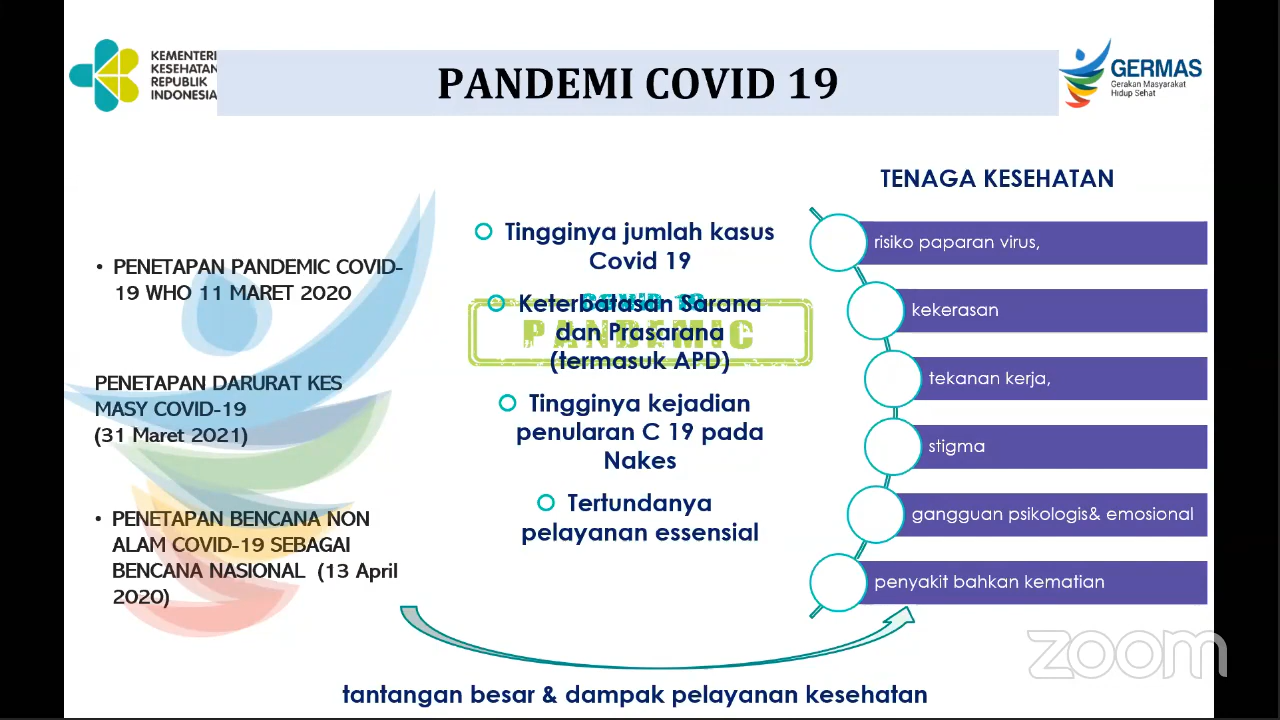 KEMENTERI
KESEHATAN
REPUBLIK
INDONESIA
PANDEMI COVID 19
GERMAS
Gerakan Masyarakat
Hidup Sehat
• PENETAPAN PANDEMIC COVID-
19 WHO 11 MARET 2020
PENETAPAN DARURAT KES
MASY COVID-19
(31 Maret 2021)
• PENETAPAN BENCANA NON
ALAM COVID-19 SEBAGAI
BENCANA NASIONAL (13 April
2020)
Tingginya jumlah kasus
Covid 19
COVID 19
PANDEMIC
Keterbatasan Sarana
dan Prasarana
(termasuk APD)
Tingginya kejadian
penularan C 19 pada
Nakes
Tertundanya
pelayanan essensial
TENAGA KESEHATAN
risiko paparan virus,
kekerasan
tekanan kerja,
stigma
gangguan psikologis& emosional
penyakit bahkan kematian
tantangan besar & dampak pelayanan kesehatan
zoom